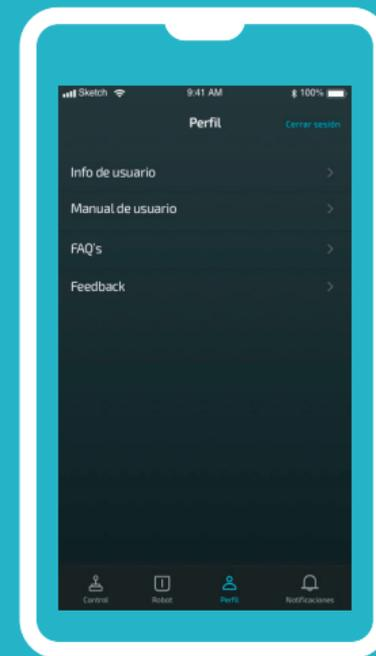 Sketch 9:41 AM 100%
Perfil Cerrar sesión
Info de usuario
Manual de usuario
FAQ's
Feedback
Control Robot Perfil Notificaciones